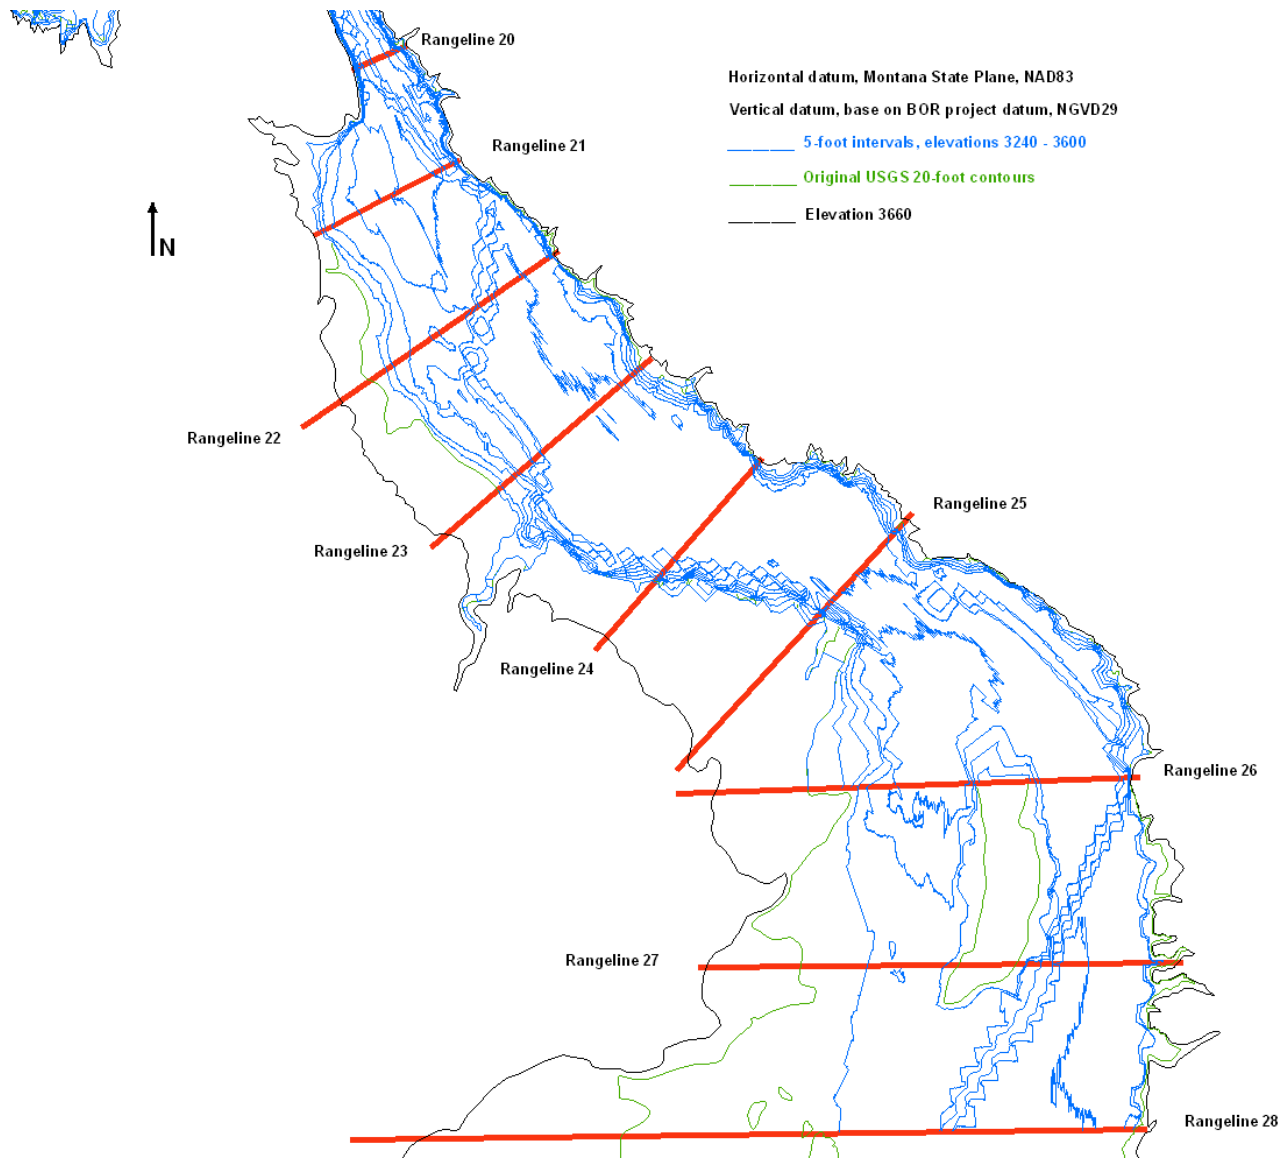 Rangeline 20
Horizontal datum, Montana State Plane, NAD83
Vertical datum, base on BOR project datum, NGVD29
5-foot intervals, elevations 3240 - 3600
Rangeline 21
Original USGS 20-foot contours
Elevation 3660
N
Rangeline 22
Rangeline 25
Rangeline 23
Rangeline 24
Rangeline 26
Rangeline 27
Rangeline 28